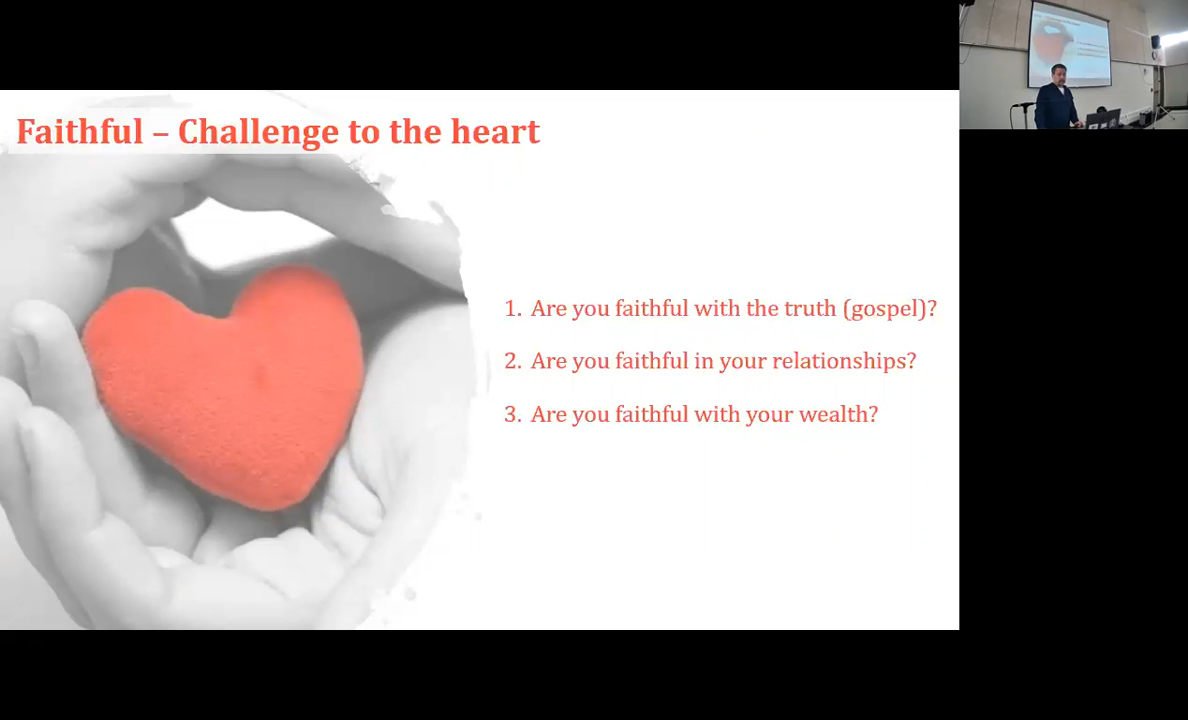 Faithful – Challenge to the heart
1. Are you faithful with the truth (gospel)?
2. Are you faithful in your relationships?
3. Are you faithful with your wealth?